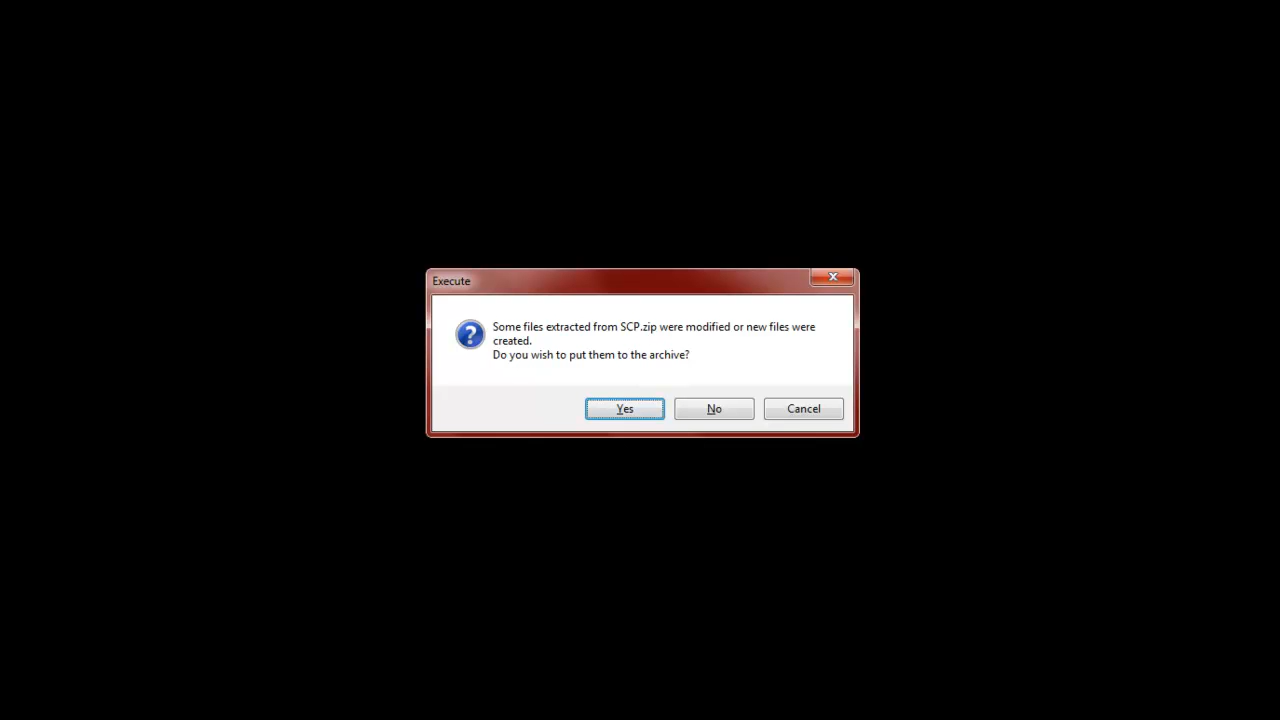 Execute
Some files extracted from SCP.zip were modified or new files were
created.
Do you wish to put them to the archive?
Yes
No
Cancel